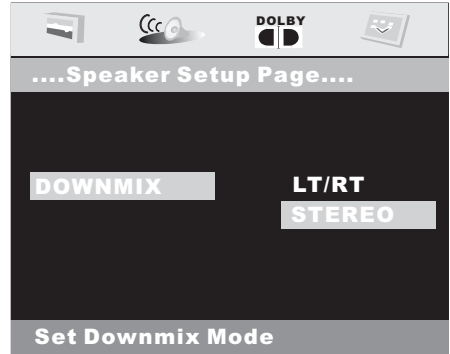 DOLBY
....Speaker Setup Page....
DOWNMIX
LT/RT
STEREO
Set Downmix Mode